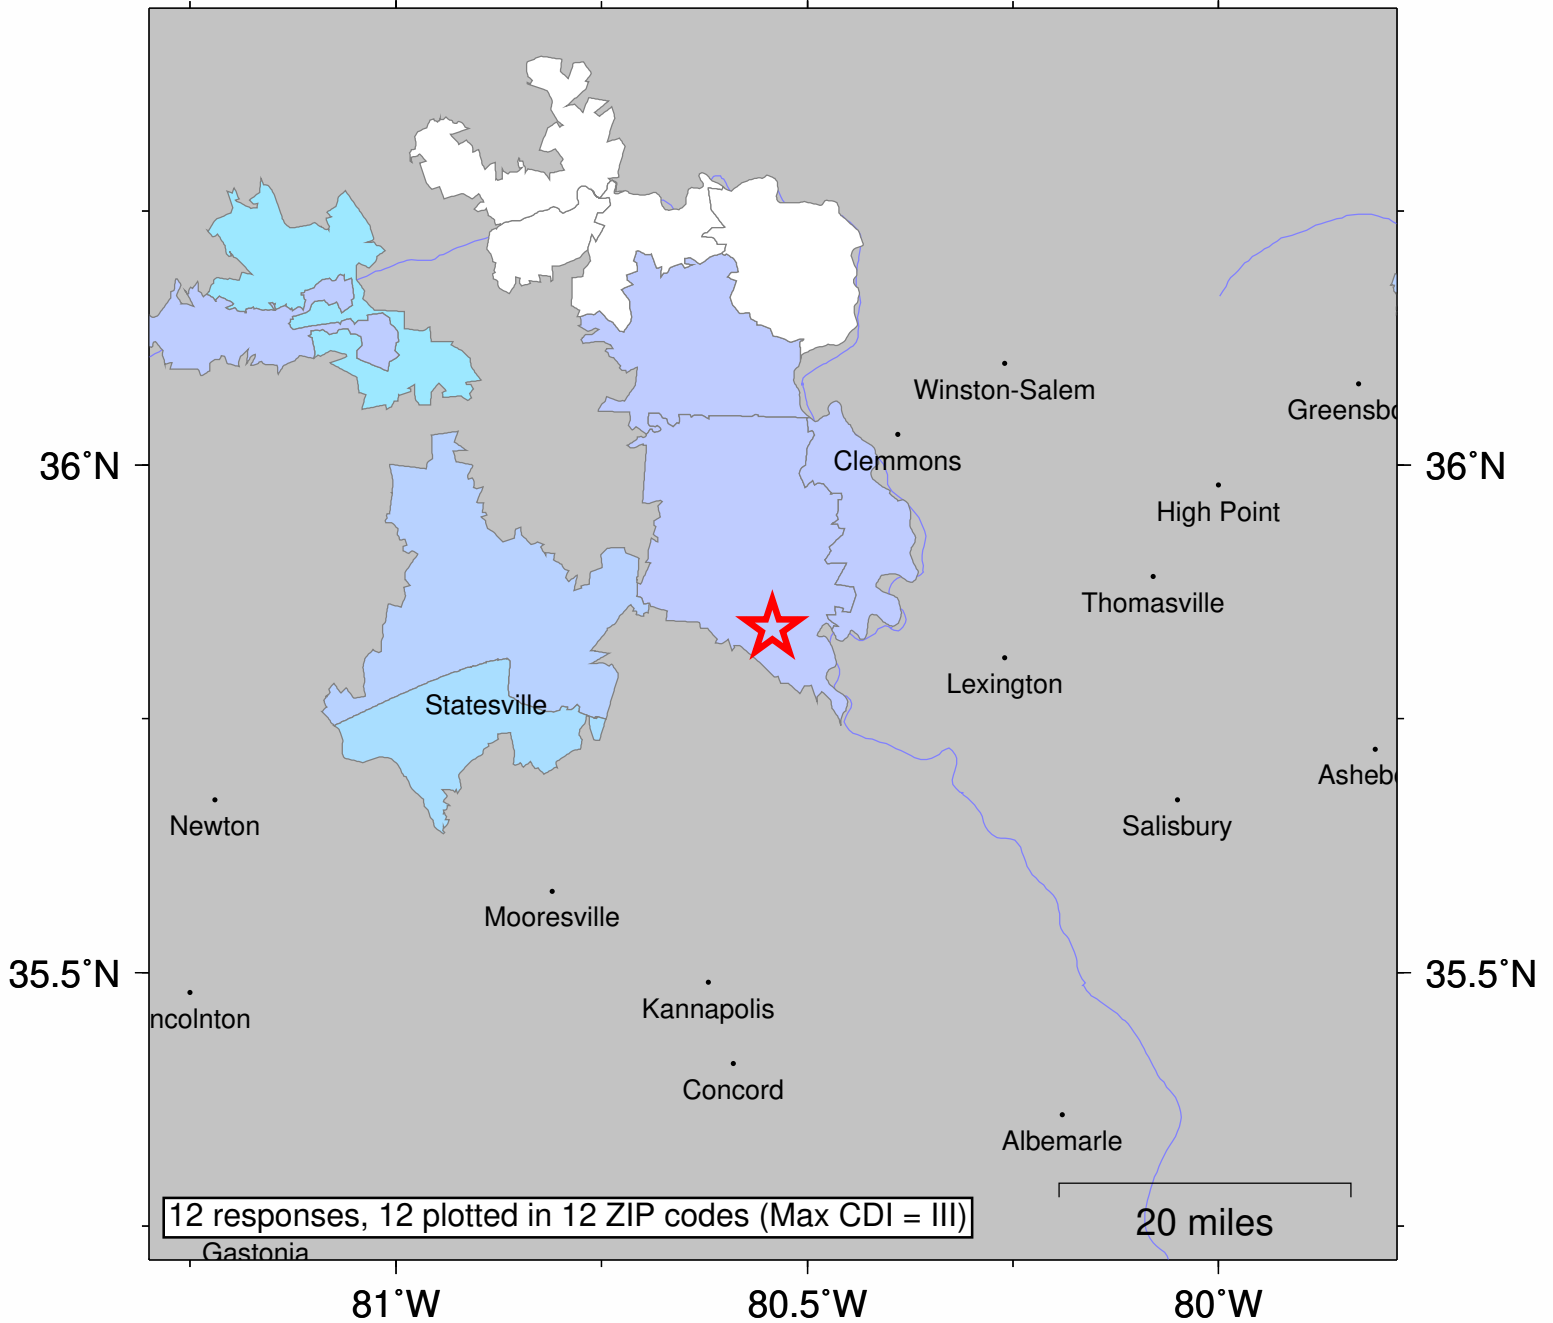 Winston-Salem
Greensbo
Clemmons
36°N
36°N
High Point
Thomasville
Lexington
Statesville
Ashebo
Newton
Salisbury
Mooresville
35.5°N
35.5°N
Kannapolis
ncolnton
Concord
Albemarle
12 responses, 12 plotted in 12 ZIP codes (Max CDI = III)
20 miles
Gastonia
81°W
80.5°W
80°W